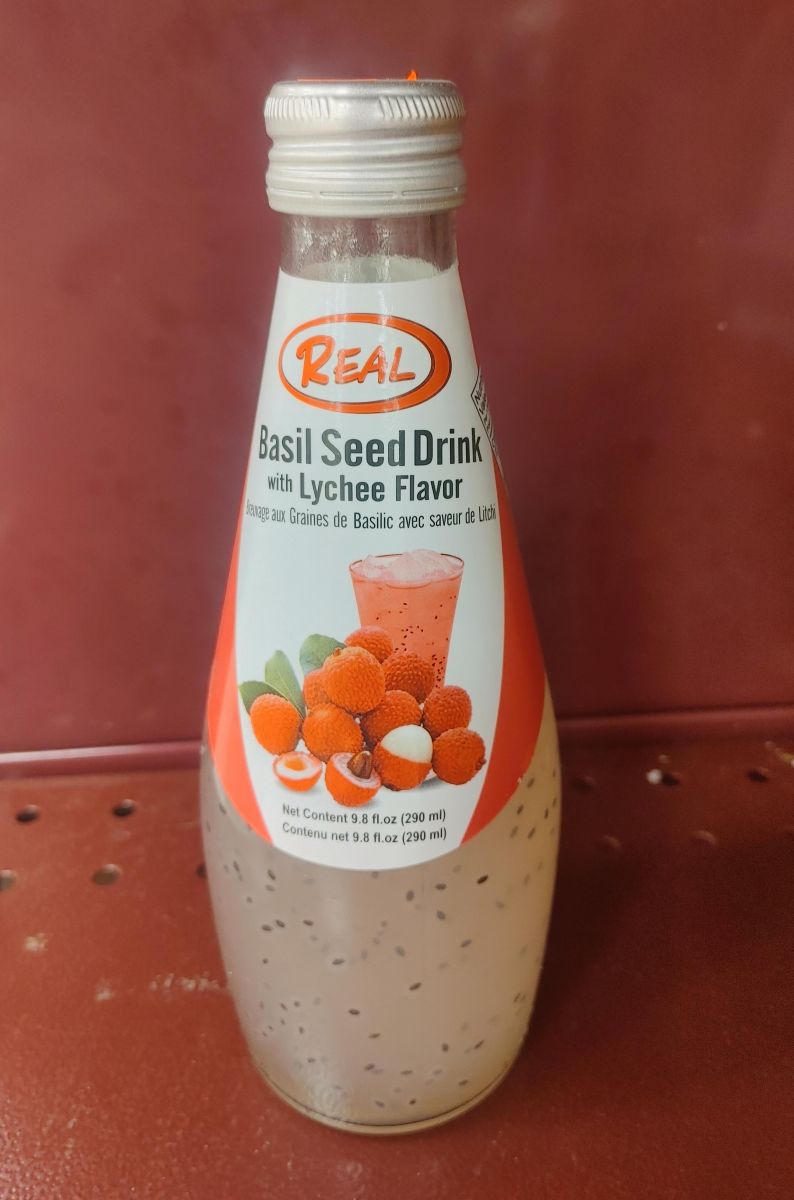 REAL
Basil Seed Drink
with Lychee Flavor
Breuvage aux Graines de Basilic avec saveur de Litchi
Net Content 9.8 fl.oz (290 ml)
Contenu net 9.8 fl.oz (290 ml)